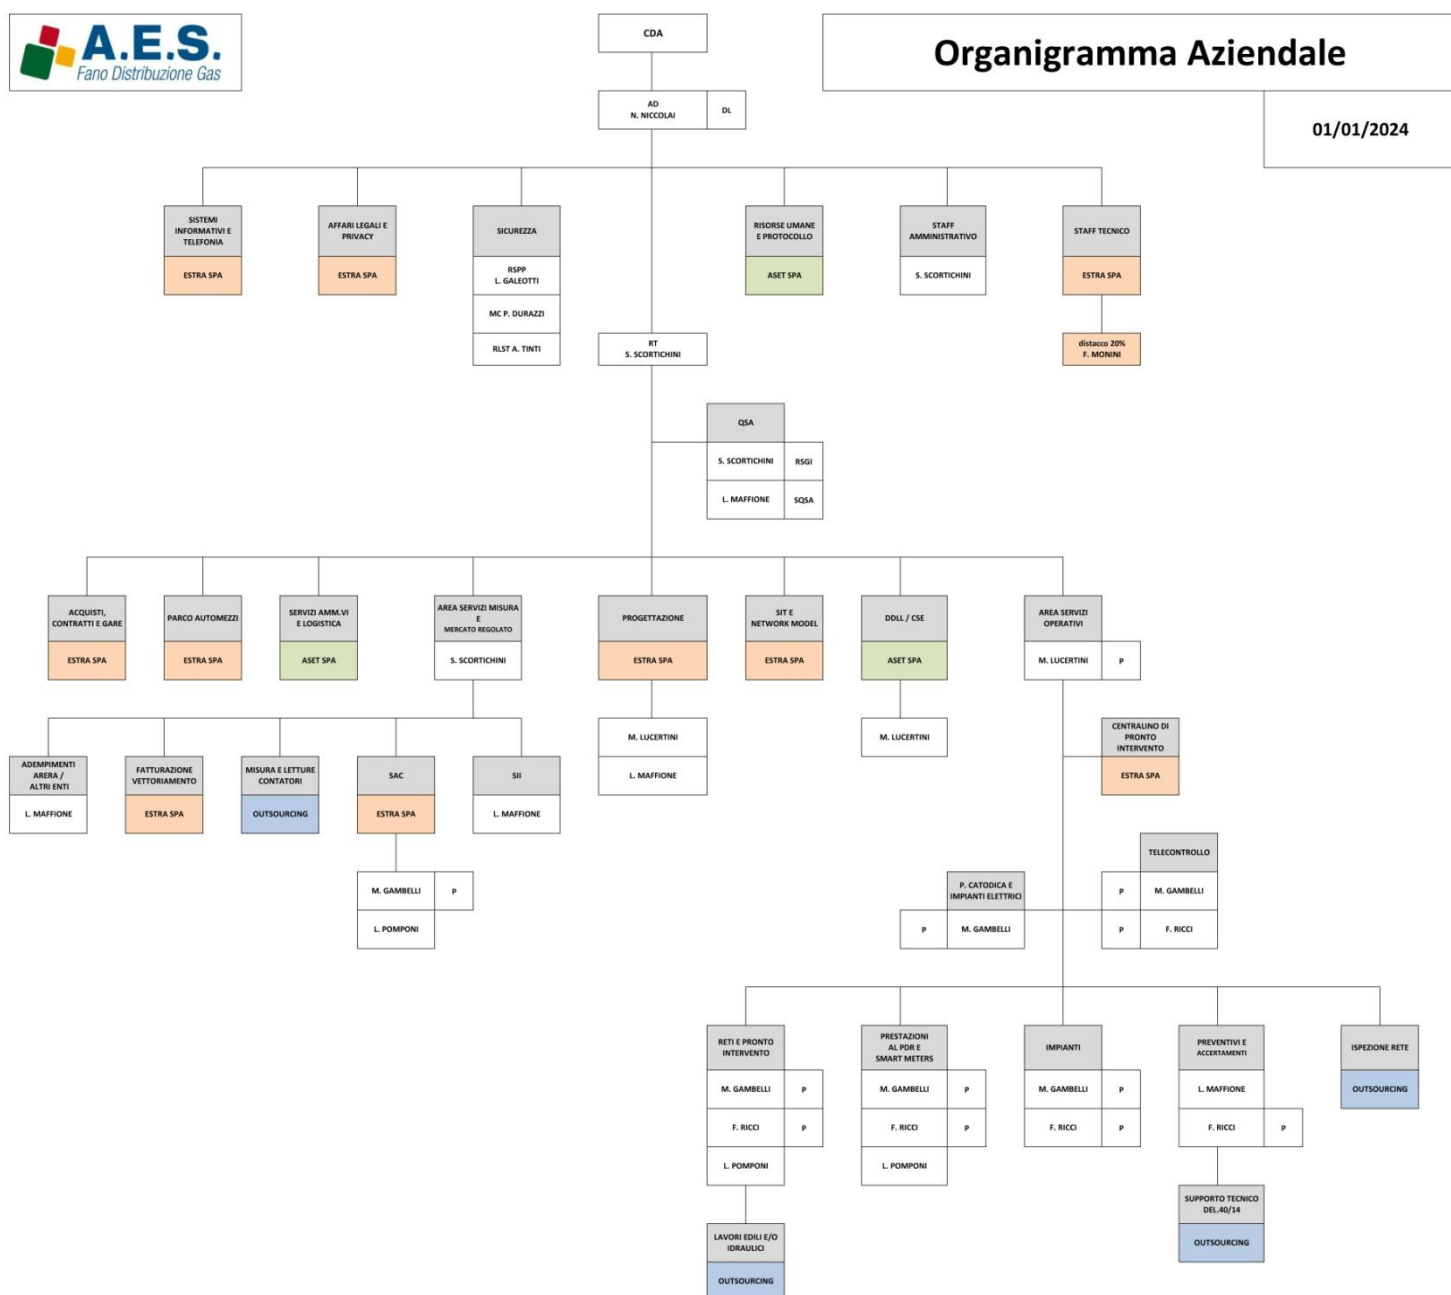 A.E.S.
Fano Distribuzione Gas
CDA
Organigramma Aziendale
AD
N. NICCOLAI
DL
01/01/2024
SISTEMI
INFORMATIVI E
TELEFONIA
ESTRA SPA
AFFARI LEGALI E
PRIVACY
ESTRA SPA
SICUREZZA
RSPP
L. GALEOTTI
MC P. DURAZZI
RLST A. TINTI
RISORSE UMANE
E PROTOCOLLO
ASET SPA
STAFF
AMMINISTRATIVO
S. SCORTICHINI
STAFF TECNICO
ESTRA SPA
distacco 20%
F. MONINI
RT
S. SCORTICHINI
QSA
S. SCORTICHINI
RSGI
L. MAFFIONE
SQSA
ACQUISTI,
CONTRATTI E GARE
ESTRA SPA
PARCO AUTOMEZZI
ESTRA SPA
SERVIZI AMM.VI
E LOGISTICA
ASET SPA
AREA SERVIZI MISURA
E
MERCATO REGOLATO
S. SCORTICHINI
PROGETTAZIONE
ESTRA SPA
M. LUCERTINI
L. MAFFIONE
SIT E
NETWORK MODEL
ESTRA SPA
DDLL / CSE
ASET SPA
M. LUCERTINI
AREA SERVIZI
OPERATIVI
M. LUCERTINI
P
ADEMPIMENTI
ARERA /
ALTRI ENTI
L. MAFFIONE
FATTURAZIONE
VETTORIAMENTO
ESTRA SPA
MISURA E LETTURE
CONTATORI
OUTSOURCING
SAC
ESTRA SPA
M. GAMBELLI
P
L. POMPONI
SII
L. MAFFIONE
CENTRALINO DI
PRONTO
INTERVENTO
ESTRA SPA
TELECONTROLLO
P
M. GAMBELLI
P
F. RICCI
P. CATODICA E
IMPIANTI ELETTRICI
P
M. GAMBELLI
RETI E PRONTO
INTERVENTO
M. GAMBELLI
P
F. RICCI
P
L. POMPONI
LAVORI EDILI E/O
IDRAULICI
OUTSOURCING
PRESTAZIONI
AL PDR E
SMART METERS
M. GAMBELLI
P
F. RICCI
P
L. POMPONI
IMPIANTI
M. GAMBELLI
P
F. RICCI
P
PREVENTIVI E
ACCERTAMENTI
L. MAFFIONE
F. RICCI
P
SUPPORTO TECNICO
DEL.40/14
OUTSOURCING
ISPEZIONE RETE
OUTSOURCING